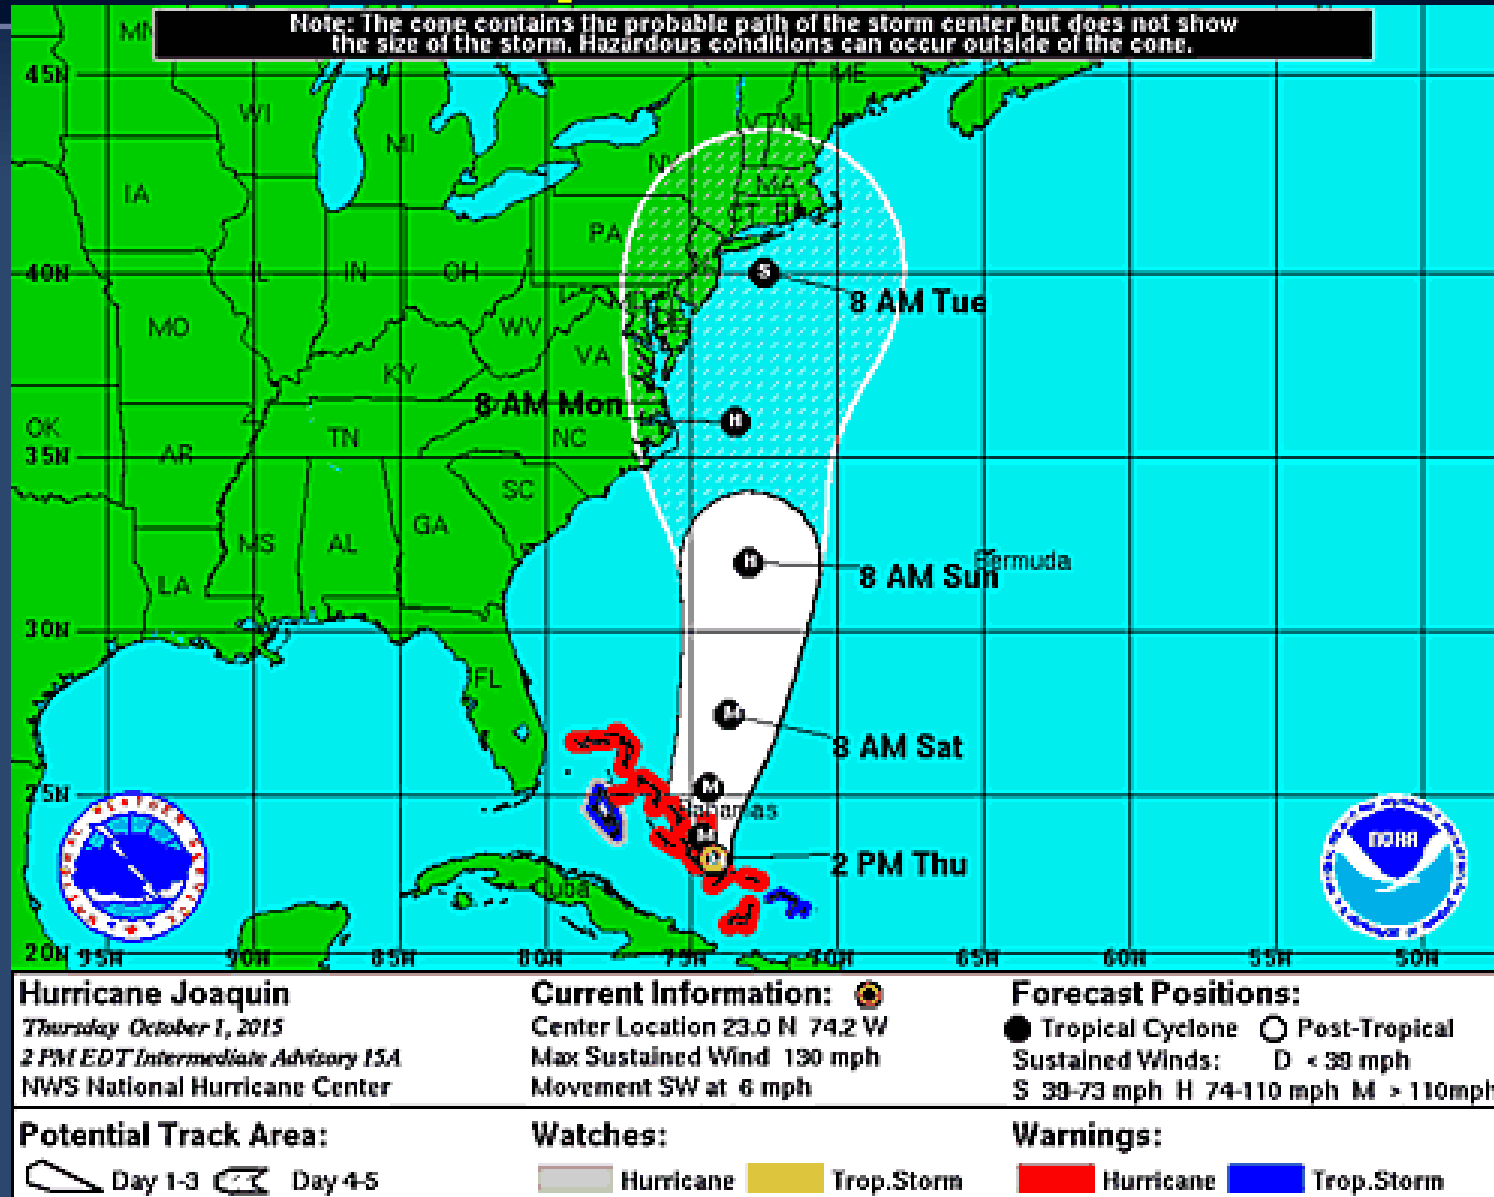 Note: The cone contains the probable path of the storm center but does not show
the size of the storm. Hazardous conditions can occur outside of the cone.
MN
ME
45N
WI
VT NH
MI
NY
IA
MA
CT RI
PA
40N
IL
IN
OH
8 AM Tue
MD
DE
MO
WV
VA
KY
8 AM Mon
OK
TN
NC
AR
35N
SC
GA
MS
AL
Bermuda
8 AM Sun
LA
30N
FL
8 AM Sat
25N
Bahamas
NOAA
2 PM Thu
Cuba
20N 95W 90W 85W 80W 75W 70W 65W 60W 55W 50W
Hurricane Joaquin
Thursday October 1, 2015
2 PM EDT Intermediate Advisory 15A
NWS National Hurricane Center
Current Information:
Center Location 23.0 N 74.2 W
Max Sustained Wind 130 mph
Movement SW at 6 mph
Forecast Positions:
Tropical Cyclone Post-Tropical
Sustained Winds: D < 39 mph
S 39-73 mph H 74-110 mph M > 110mph
Potential Track Area:
Day 1-3 Day 4-5
Watches:
Hurricane Trop.Storm
Warnings:
Hurricane Trop.Storm